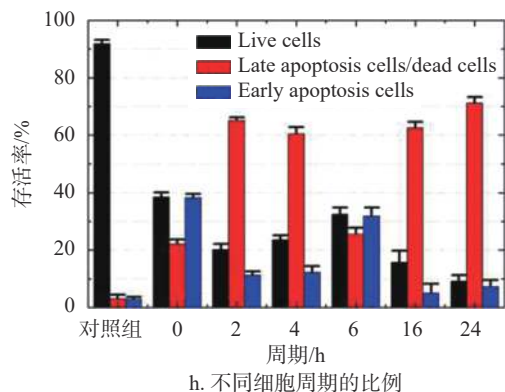 100
80
60
40
20
0
存活率/%
Live cells
Late apoptosis cells/dead cells
Early apoptosis cells
对照组 0 2 4 6 16 24
周期/h
h. 不同细胞周期的比例